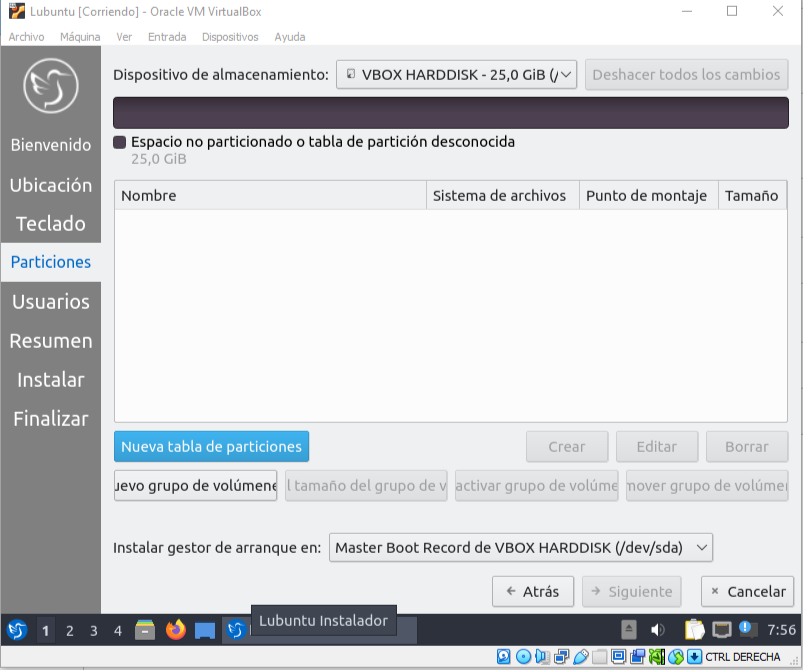 Lubuntu [Corriendo] - Oracle VM VirtualBox
Archivo Máquina Ver Entrada Dispositivos Ayuda
Dispositivo de almacenamiento: VBOX HARDDISK - 25,0 GiB (/ Deshacer todos los cambios
Espacio no particionado o tabla de partición desconocida
25,0 GiB
Bienvenido
Ubicación
Teclado
Particiones
Usuarios
Resumen
Instalar
Finalizar
Nombre Sistema de archivos Punto de montaje Tamaño
Nueva tabla de particiones Crear Editar Borrar
uevo grupo de volúmene l tamaño del grupo de v activar grupo de volúme mover grupo de volúmen
Instalar gestor de arranque en: Master Boot Record de VBOX HARDDISK (/dev/sda)
Atrás Siguiente Cancelar
1 2 3 4 Lubuntu Instalador 7:56
CTRL DERECHA